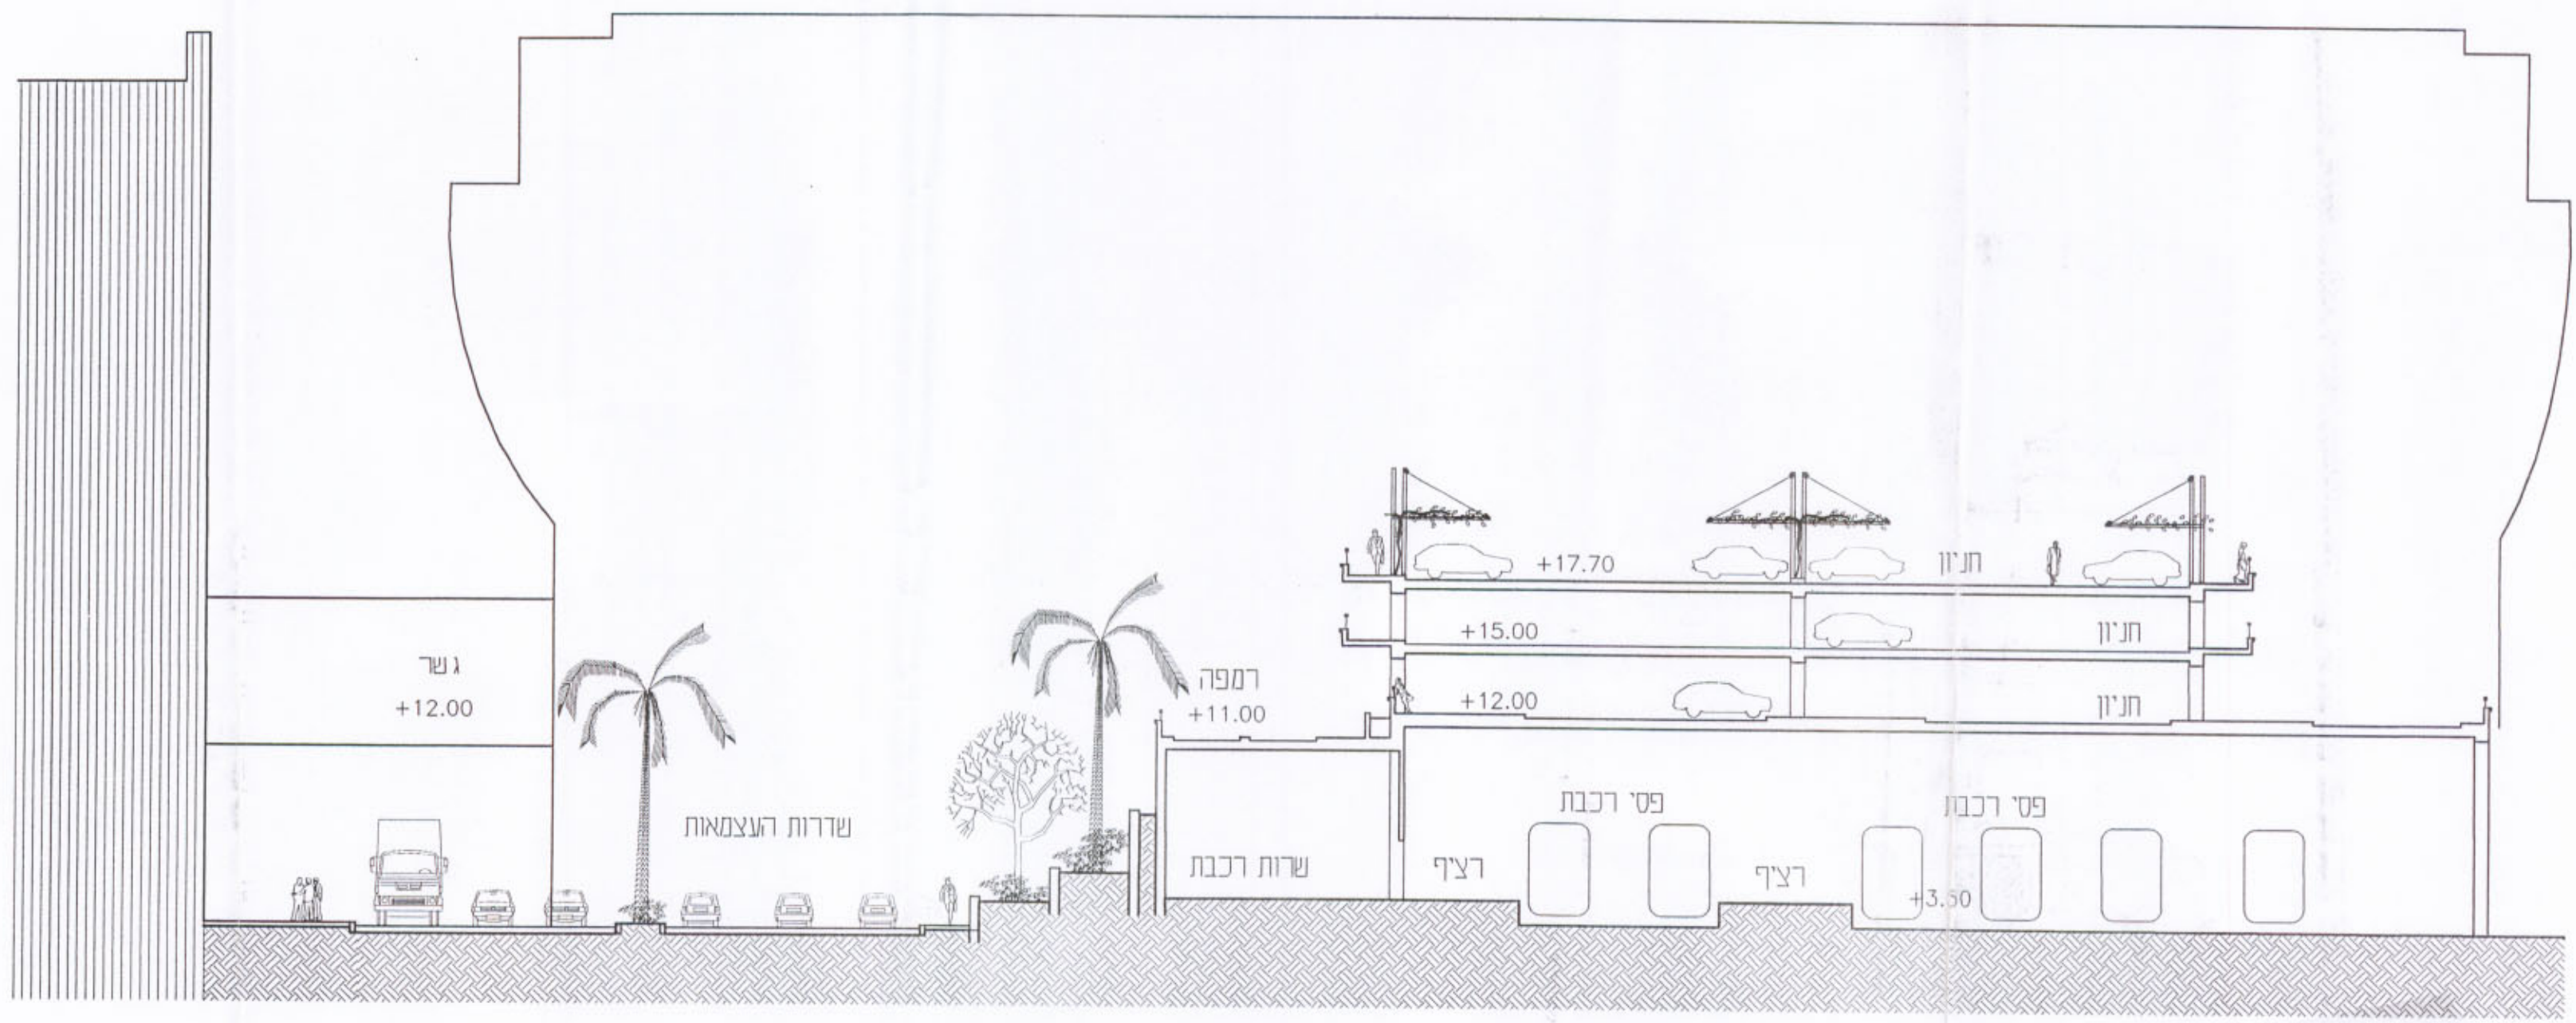 +17.70
חניון
+15.00
חניון
גשר
+12.00
רמפה
+11.00
+12.00
חניון
שדרות העצמאות
פסי רכבת
פסי רכבת
שרות רכבת
רציף
רציף
+3.50